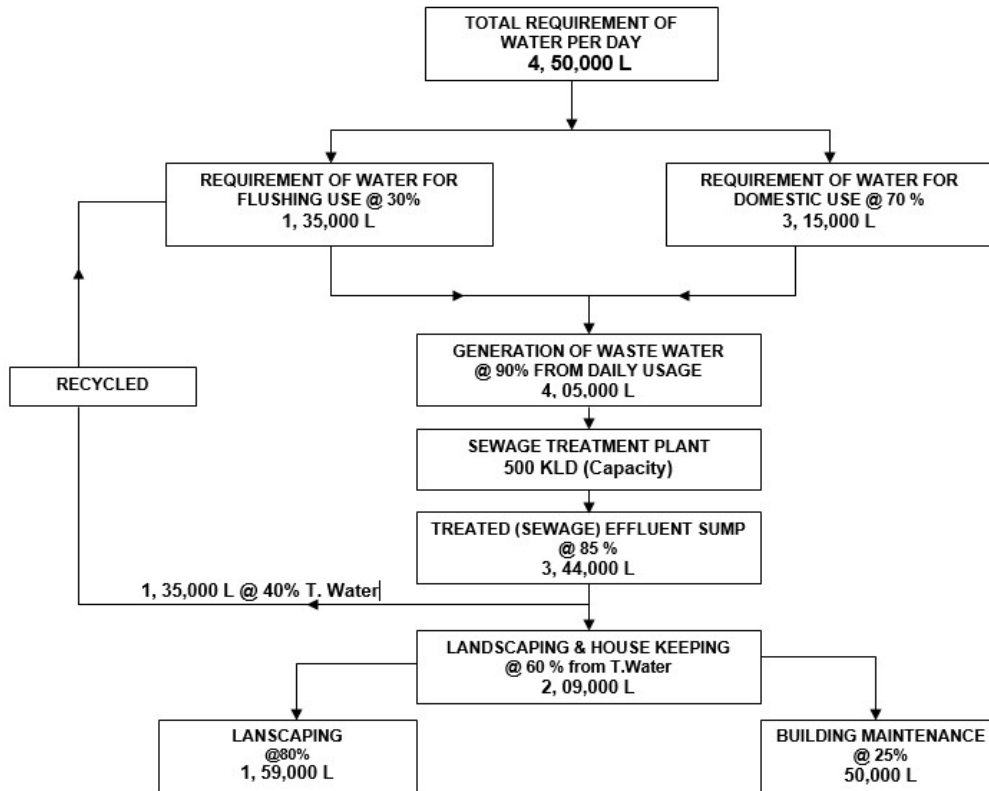 TOTAL REQUIREMENT OF
WATER PER DAY
4, 50,000 L
REQUIREMENT OF WATER FOR
FLUSHING USE @ 30%
1, 35,000 L
REQUIREMENT OF WATER FOR
DOMESTIC USE @ 70 %
3, 15,000 L
GENERATION OF WASTE WATER
@ 90% FROM DAILY USAGE
4, 05,000 L
RECYCLED
SEWAGE TREATMENT PLANT
500 KLD (Capacity)
TREATED (SEWAGE) EFFLUENT SUMP
@ 85 %
3, 44,000 L
1, 35,000 L @ 40% T. Water
LANDSCAPING & HOUSE KEEPING
@ 60 % from T.Water
2, 09,000 L
LANSCAPING
@80%
1, 59,000 L
BUILDING MAINTENANCE
@ 25%
50,000 L